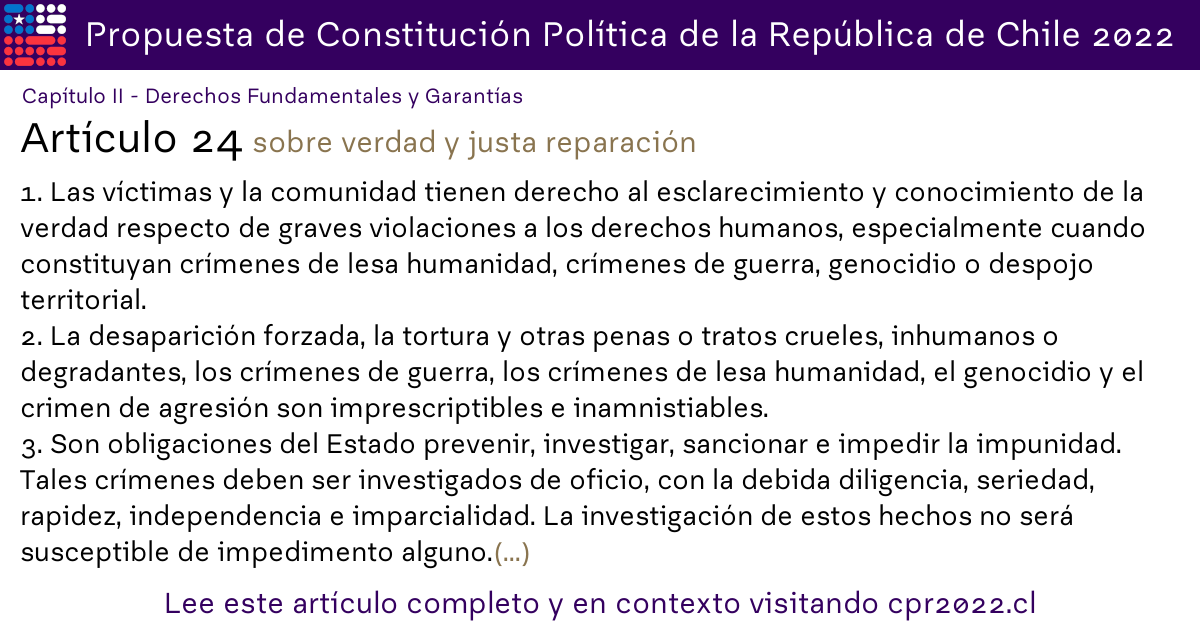 Propuesta de Constitución Política de la República de Chile 2022
Capítulo II - Derechos Fundamentales y Garantías
Artículo 24 sobre verdad y justa reparación
1. Las víctimas y la comunidad tienen derecho al esclarecimiento y conocimiento de la
verdad respecto de graves violaciones a los derechos humanos, especialmente cuando
constituyan crímenes de lesa humanidad, crímenes de guerra, genocidio o despojo
territorial.
2. La desaparición forzada, la tortura y otras penas o tratos crueles, inhumanos o
degradantes, los crímenes de guerra, los crímenes de lesa humanidad, el genocidio y el
crimen de agresión son imprescriptibles e inamnistiables.
3. Son obligaciones del Estado prevenir, investigar, sancionar e impedir la impunidad.
Tales crímenes deben ser investigados de oficio, con la debida diligencia, seriedad,
rapidez, independencia e imparcialidad. La investigación de estos hechos no será
susceptible de impedimento alguno.(...)
Lee este artículo completo y en contexto visitando cpr2022.cl